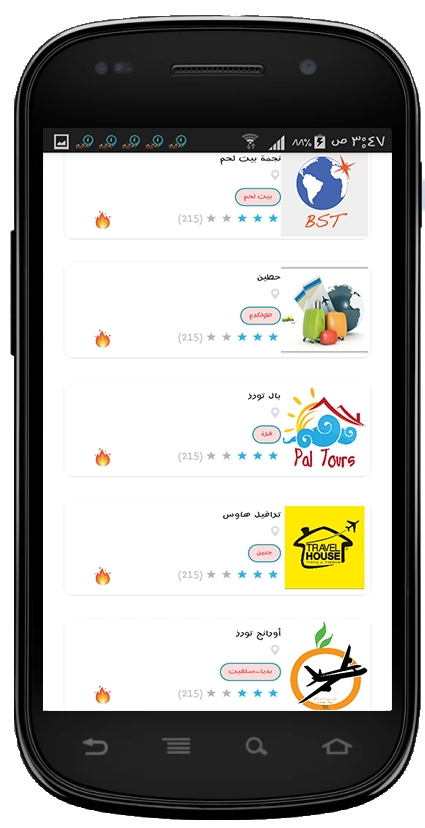 ٣:٤٧ ص ٨٨%
نجمة بيت لحم
بيت لحم
(215)
BST
حطين
طولكرم
(215)
بال تورز
غزة
(215)
Pal Tours
ترافيل هاوس
جنين
(215)
TRAVEL
HOUSE
أورانج تورز
بديا-سلفيت
(215)